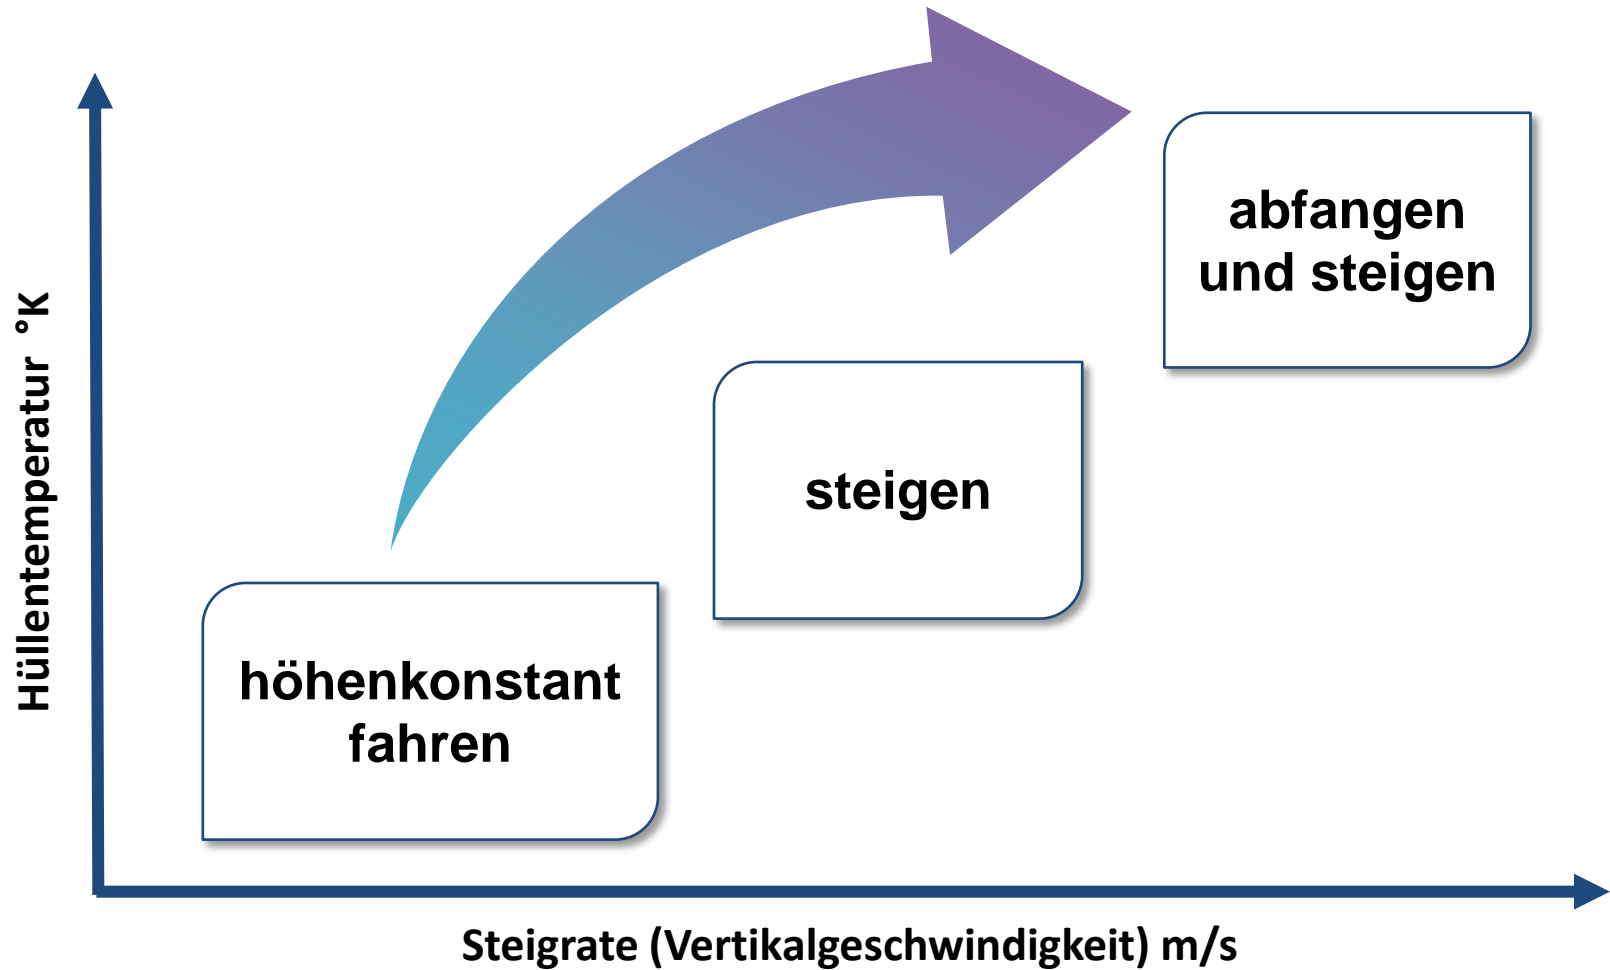 abfangen
und steigen
steigen
höhenkonstant
fahren
Hüllentemperatur °K
Steigrate (Vertikalgeschwindigkeit) m/s